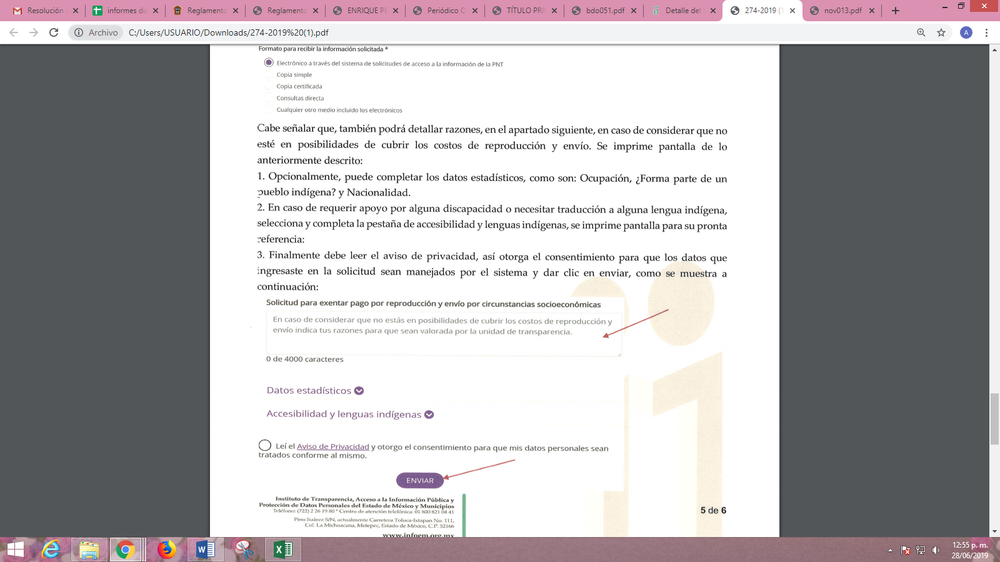 Resolución
informes di
Reglamento
Reglamento
ENRIQUE PE
Periódico O
TÍTULO PRI
bdo051.pdf
Detalle del
274-2019 (1
nov013.pdf
Archivo
C:/Users/USUARIO/Downloads/274-2019%20(1).pdf
A
Formato para recibir la información solicitada *
Electrónico a través del sistema de solicitudes de acceso a la información de la PNT
Copia simple
Copia certificada
Consultas directa
Cualquier otro medio incluido los electrónicos
Cabe señalar que, también podrá detallar razones, en el apartado siguiente, en caso de considerar que no
esté en posibilidades de cubrir los costos de reproducción y envío. Se imprime pantalla de lo
anteriormente descrito:
1. Opcionalmente, puede completar los datos estadísticos, como son: Ocupación, ¿Forma parte de un
pueblo indígena? y Nacionalidad.
2. En caso de requerir apoyo por alguna discapacidad o necesitar traducción a alguna lengua indígena,
selecciona y completa la pestaña de accesibilidad y lenguas indígenas, se imprime pantalla para su pronta
referencia:
3. Finalmente debe leer el aviso de privacidad, así otorga el consentimiento para que los datos que
ingresaste en la solicitud sean manejados por el sistema y dar clic en enviar, como se muestra a
continuación:
Solicitud para exentar pago por reproducción y envío por circunstancias socioeconómicas
En caso de considerar que no estás en posibilidades de cubrir los costos de reproducción y
envío indica tus razones para que sean valorada por la unidad de transparencia.
0 de 4000 caracteres
Datos estadísticos
Accesibilidad y lenguas indígenas
Leí el Aviso de Privacidad y otorgo el consentimiento para que mis datos personales sean
tratados conforme al mismo.
ENVIAR
Instituto de Transparencia, Acceso a la Información Pública y
Protección de Datos Personales del Estado de México y Municipios
Teléfono: (722) 2 26 19 80 * Centro de atención telefónica: 01 800 821 04 41
Pino Suárez S/N, actualmente Carretera Toluca-Ixtapan No. 111,
Col. La Michoacana, Metepec, Estado de México, C.P. 52166
www.infoem.org.mx
5 de 6
12:55 p. m.
28/06/2019